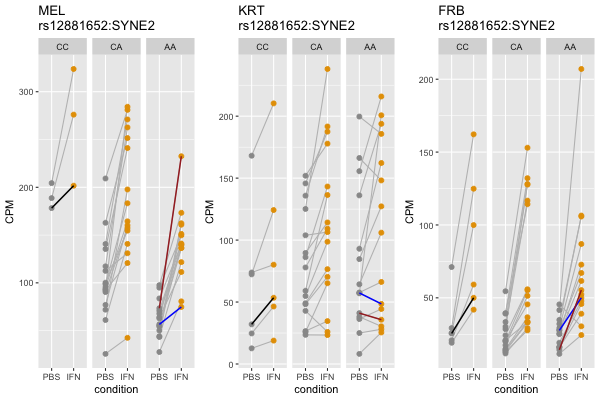 MEL
rs12881652:SYNE2
CC CA AA
CPM
300
200
100
PBS IFN PBS IFN PBS IFN
condition
KRT
rs12881652:SYNE2
CC CA AA
CPM
200
150
100
50
0
PBS IFN PBS IFN PBS IFN
condition
FRB
rs12881652:SYNE2
CC CA AA
CPM
200
150
100
50
PBS IFN PBS IFN PBS IFN
condition